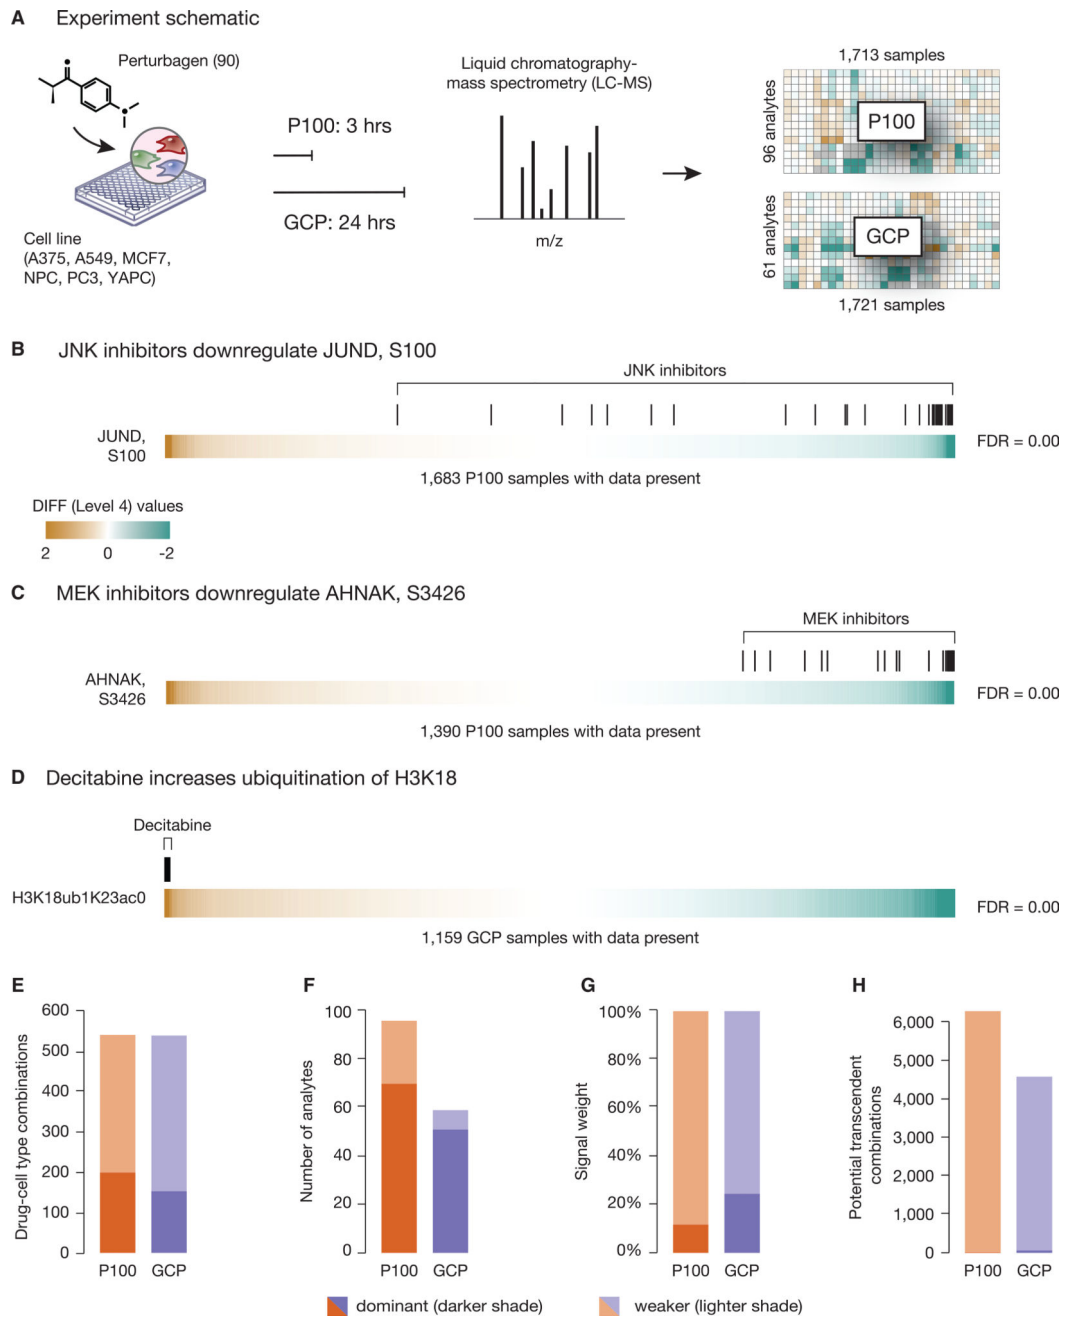 A Experiment schematic
Perturbagen (90)
Cell line
(A375, A549, MCF7,
NPC, PC3, YAPC)
P100: 3 hrs
GCP: 24 hrs
Liquid chromatography-
mass spectrometry (LC-MS)
m/z
1,713 samples
96 analytes
P100
61 analytes
GCP
1,721 samples
B JNK inhibitors downregulate JUND, S100
JNK inhibitors
JUND,
S100
FDR = 0.00
1,683 P100 samples with data present
DIFF (Level 4) values
2 0 -2
C MEK inhibitors downregulate AHNAK, S3426
MEK inhibitors
AHNAK,
S3426
FDR = 0.00
1,390 P100 samples with data present
D Decitabine increases ubiquitination of H3K18
Decitabine
H3K18ub1K23ac0
FDR = 0.00
1,159 GCP samples with data present
E
Drug-cell type combinations
600
500
400
300
200
100
0
P100 GCP
F
Number of analytes
100
80
60
40
20
0
P100 GCP
G
Signal weight
100%
80%
60%
40%
20%
0%
P100 GCP
H
Potential transcendent
combinations
6,000
5,000
4,000
3,000
2,000
1,000
0
P100 GCP
dominant (darker shade)
weaker (lighter shade)